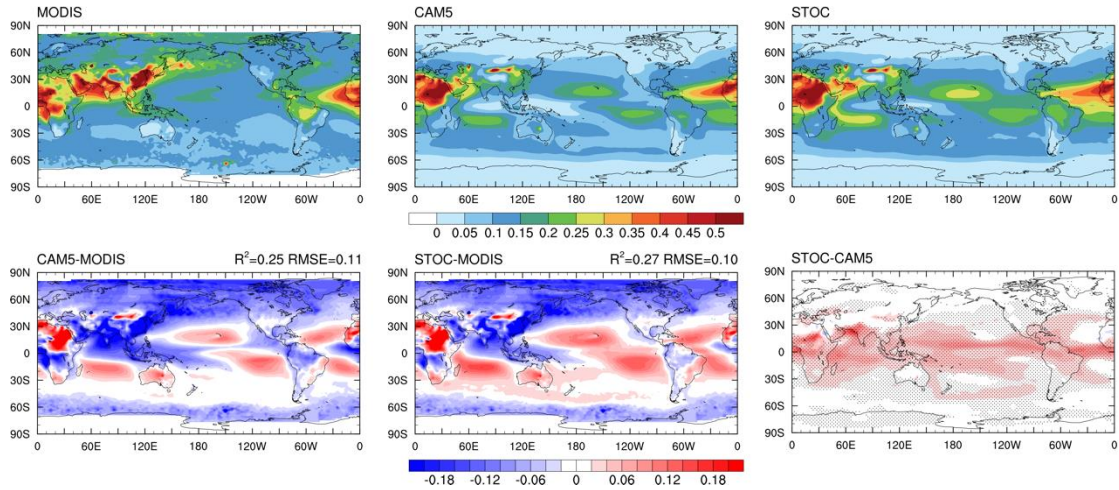 MODIS
CAM5
STOC
90N
60N
30N
0
30S
60S
90S
0 60E 120E 180 120W 60W 0
90N
60N
30N
0
30S
60S
90S
0 60E 120E 180 120W 60W 0
90N
60N
30N
0
30S
60S
90S
0 60E 120E 180 120W 60W 0
0 0.05 0.1 0.15 0.2 0.25 0.3 0.35 0.4 0.45 0.5
CAM5-MODIS R²=0.25 RMSE=0.11
STOC-MODIS R²=0.27 RMSE=0.10
STOC-CAM5
90N
60N
30N
0
30S
60S
90S
0 60E 120E 180 120W 60W 0
90N
60N
30N
0
30S
60S
90S
0 60E 120E 180 120W 60W 0
90N
60N
30N
0
30S
60S
90S
0 60E 120E 180 120W 60W 0
-0.18 -0.12 -0.06 0 0.06 0.12 0.18